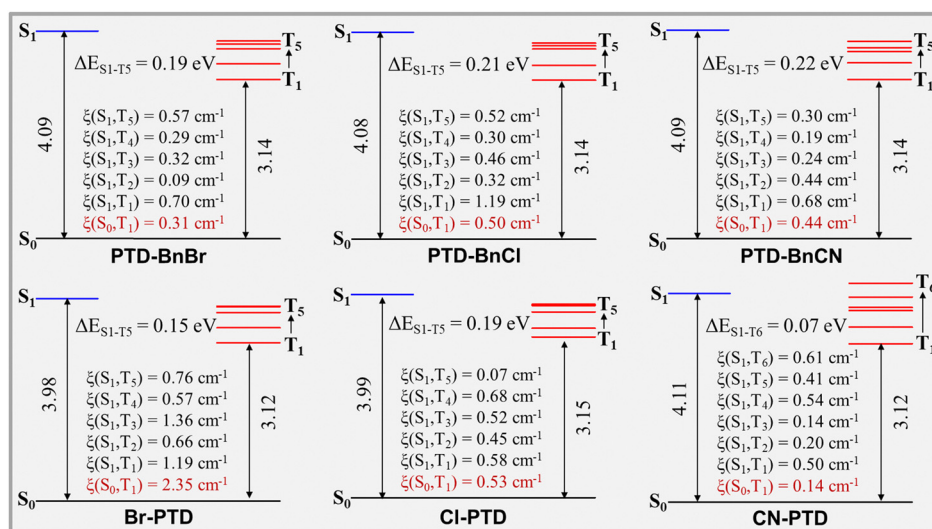 S₁
T₅
ΔE_S1-T5 = 0.19 eV
T₁
4.09
ξ(S₁,T₅) = 0.57 cm⁻¹
ξ(S₁,T₄) = 0.29 cm⁻¹
ξ(S₁,T₃) = 0.32 cm⁻¹
ξ(S₁,T₂) = 0.09 cm⁻¹
ξ(S₁,T₁) = 0.70 cm⁻¹
ξ(S₀,T₁) = 0.31 cm⁻¹
3.14
S₀
PTD-BnBr
S₁
T₅
ΔE_S1-T5 = 0.21 eV
T₁
4.08
ξ(S₁,T₅) = 0.52 cm⁻¹
ξ(S₁,T₄) = 0.30 cm⁻¹
ξ(S₁,T₃) = 0.46 cm⁻¹
ξ(S₁,T₂) = 0.32 cm⁻¹
ξ(S₁,T₁) = 1.19 cm⁻¹
ξ(S₀,T₁) = 0.50 cm⁻¹
3.14
S₀
PTD-BnCl
S₁
T₅
ΔE_S1-T5 = 0.22 eV
T₁
4.09
ξ(S₁,T₅) = 0.30 cm⁻¹
ξ(S₁,T₄) = 0.19 cm⁻¹
ξ(S₁,T₃) = 0.24 cm⁻¹
ξ(S₁,T₂) = 0.44 cm⁻¹
ξ(S₁,T₁) = 0.68 cm⁻¹
ξ(S₀,T₁) = 0.44 cm⁻¹
3.14
S₀
PTD-BnCN
S₁
T₅
ΔE_S1-T5 = 0.15 eV
T₁
3.98
ξ(S₁,T₅) = 0.76 cm⁻¹
ξ(S₁,T₄) = 0.57 cm⁻¹
ξ(S₁,T₃) = 1.36 cm⁻¹
ξ(S₁,T₂) = 0.66 cm⁻¹
ξ(S₁,T₁) = 1.19 cm⁻¹
ξ(S₀,T₁) = 2.35 cm⁻¹
3.12
S₀
Br-PTD
S₁
T₅
ΔE_S1-T5 = 0.19 eV
T₁
3.99
ξ(S₁,T₅) = 0.07 cm⁻¹
ξ(S₁,T₄) = 0.68 cm⁻¹
ξ(S₁,T₃) = 0.52 cm⁻¹
ξ(S₁,T₂) = 0.45 cm⁻¹
ξ(S₁,T₁) = 0.58 cm⁻¹
ξ(S₀,T₁) = 0.53 cm⁻¹
3.15
S₀
Cl-PTD
S₁
T₆
ΔE_S1-T6 = 0.07 eV
T₁
4.11
ξ(S₁,T₆) = 0.61 cm⁻¹
ξ(S₁,T₅) = 0.41 cm⁻¹
ξ(S₁,T₄) = 0.54 cm⁻¹
ξ(S₁,T₃) = 0.14 cm⁻¹
ξ(S₁,T₂) = 0.20 cm⁻¹
ξ(S₁,T₁) = 0.50 cm⁻¹
ξ(S₀,T₁) = 0.14 cm⁻¹
3.12
S₀
CN-PTD